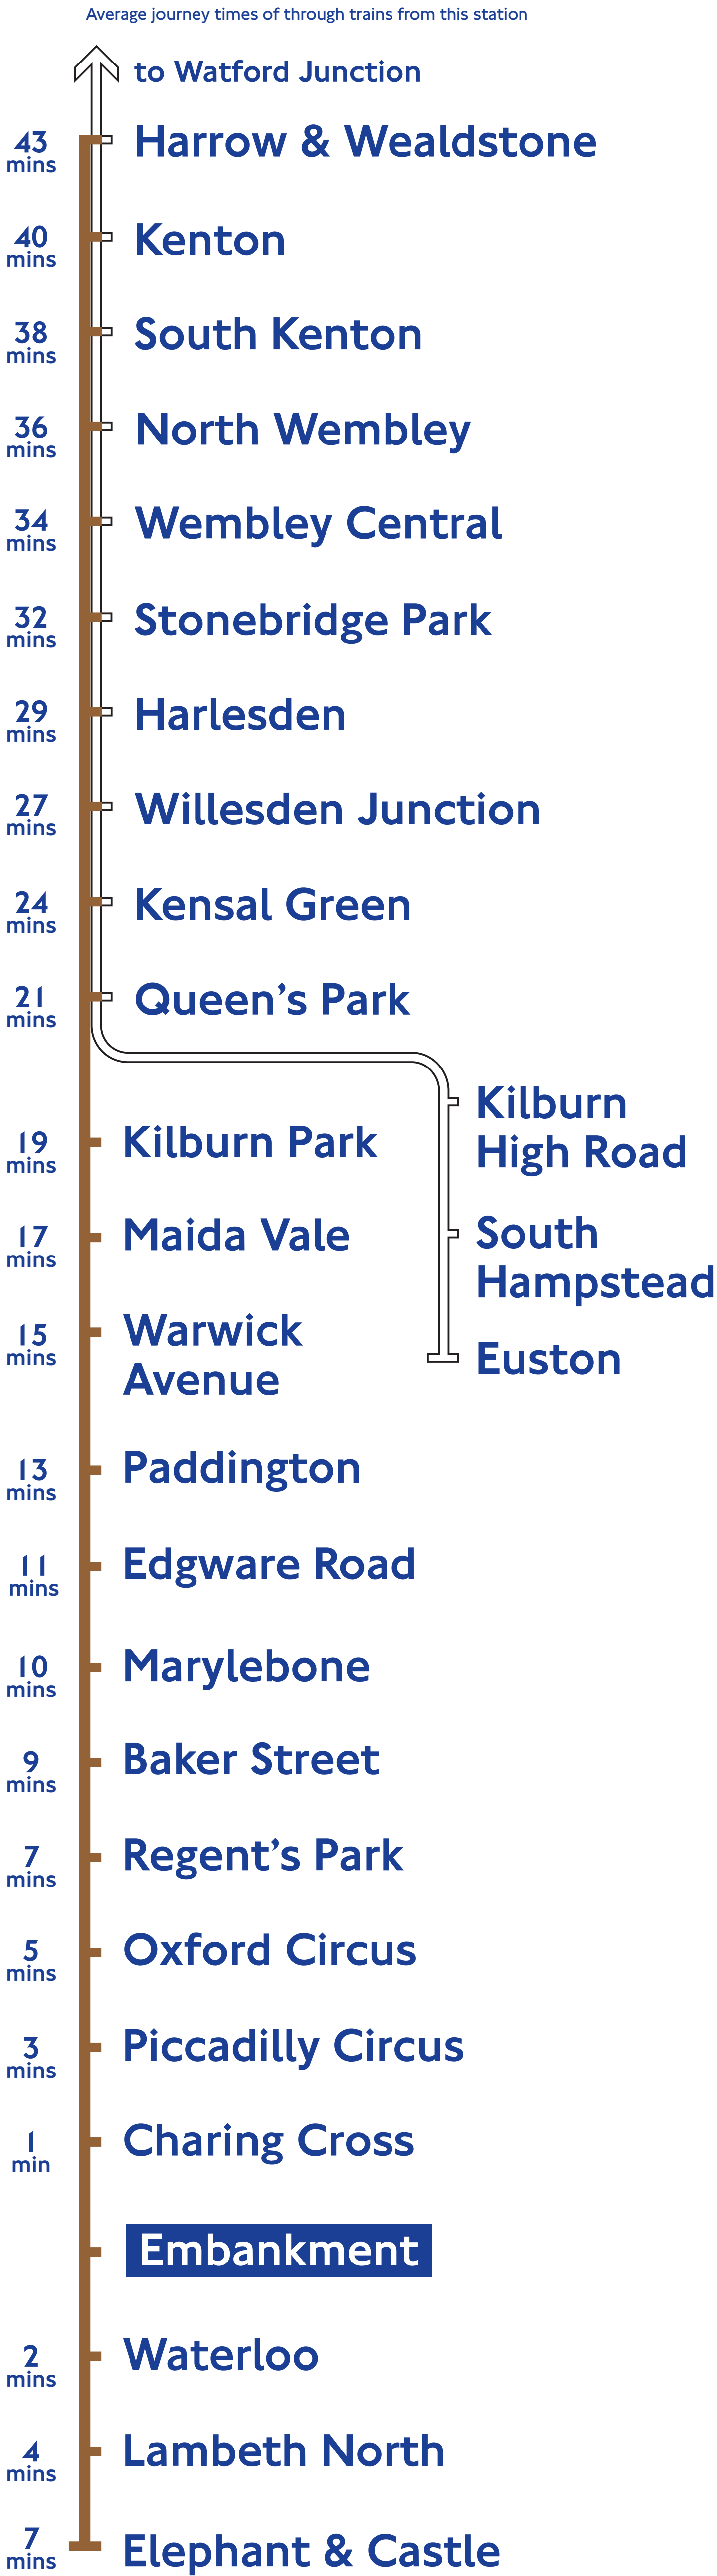 Average journey times of through trains from this station
to Watford Junction
43
mins
Harrow & Wealdstone
40
mins
Kenton
38
mins
South Kenton
36
mins
North Wembley
34
mins
Wembley Central
32
mins
Stonebridge Park
29
mins
Harlesden
27
mins
Willesden Junction
24
mins
Kensal Green
21
mins
Queen’s Park
Kilburn
High Road
19
mins
Kilburn Park
17
mins
Maida Vale
South
Hampstead
15
mins
Warwick
Avenue
Euston
13
mins
Paddington
11
mins
Edgware Road
10
mins
Marylebone
9
mins
Baker Street
7
mins
Regent’s Park
5
mins
Oxford Circus
3
mins
Piccadilly Circus
1
min
Charing Cross
Embankment
2
mins
Waterloo
4
mins
Lambeth North
7
mins
Elephant & Castle